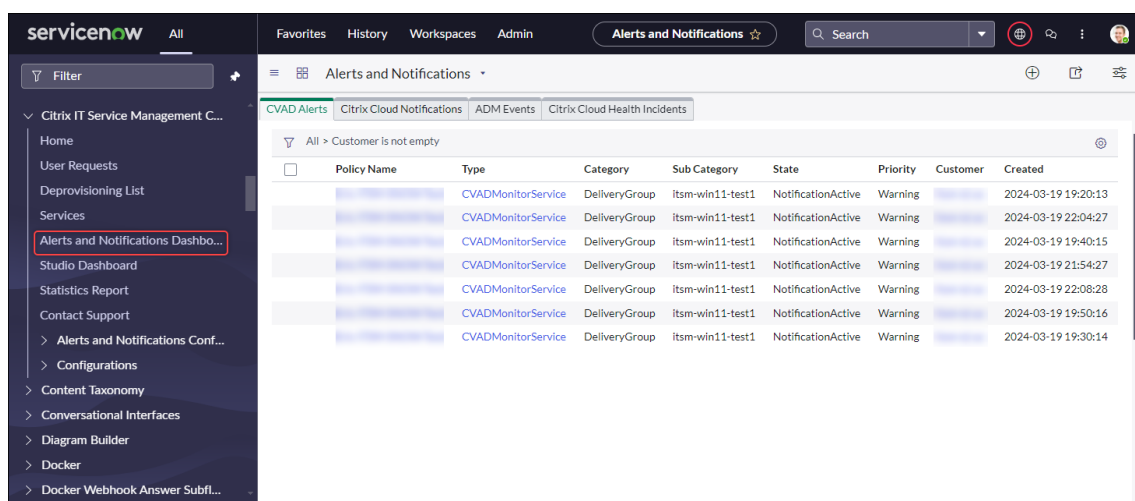 servicenow All Favorites History Workspaces Admin Alerts and Notifications Search
Filter
Alerts and Notifications
Citrix IT Service Management C...
Home
User Requests
Deprovisioning List
Services
Alerts and Notifications Dashbo...
Studio Dashboard
Statistics Report
Contact Support
Alerts and Notifications Conf...
Configurations
Content Taxonomy
Conversational Interfaces
Diagram Builder
Docker
Docker Webhook Answer Subfl...
CVAD Alerts Citrix Cloud Notifications ADM Events Citrix Cloud Health Incidents
All > Customer is not empty
Policy Name Type Category Sub Category State Priority Customer Created
CVADMonitorService DeliveryGroup itsm-win11-test1 NotificationActive Warning 2024-03-19 19:20:13
CVADMonitorService DeliveryGroup itsm-win11-test1 NotificationActive Warning 2024-03-19 22:04:27
CVADMonitorService DeliveryGroup itsm-win11-test1 NotificationActive Warning 2024-03-19 19:40:15
CVADMonitorService DeliveryGroup itsm-win11-test1 NotificationActive Warning 2024-03-19 21:54:27
CVADMonitorService DeliveryGroup itsm-win11-test1 NotificationActive Warning 2024-03-19 22:08:28
CVADMonitorService DeliveryGroup itsm-win11-test1 NotificationActive Warning 2024-03-19 19:50:16
CVADMonitorService DeliveryGroup itsm-win11-test1 NotificationActive Warning 2024-03-19 19:30:14